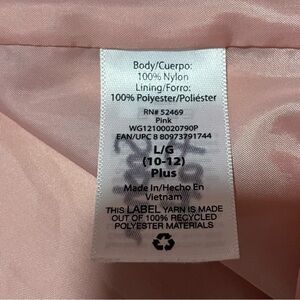 Body/Cuerpo:
100% Nylon
Lining/Forro:
100% Polyester/Poliéster
RN# 52469
Pink
WG12100020790P
EAN/UPC 8 80973791744
L/G
(10-12)
Plus
Made In/Hecho En
Vietnam
THIS LABEL YARN IS MADE
OUT OF 100% RECYCLED
POLYESTER MATERIALS